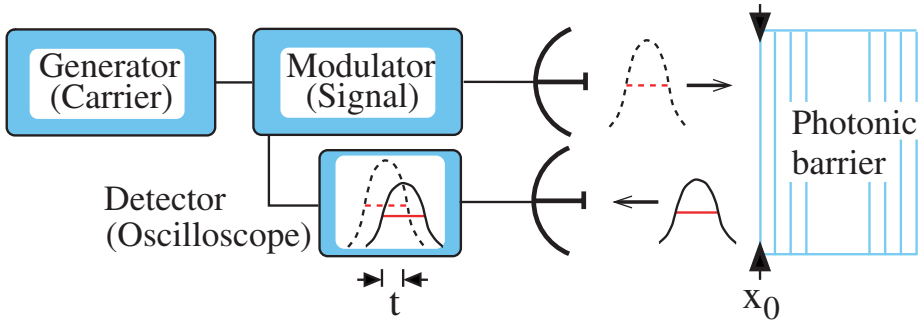 Generator
(Carrier)
Modulator
(Signal)
Photonic
barrier
Detector
(Oscilloscope)
t
x0